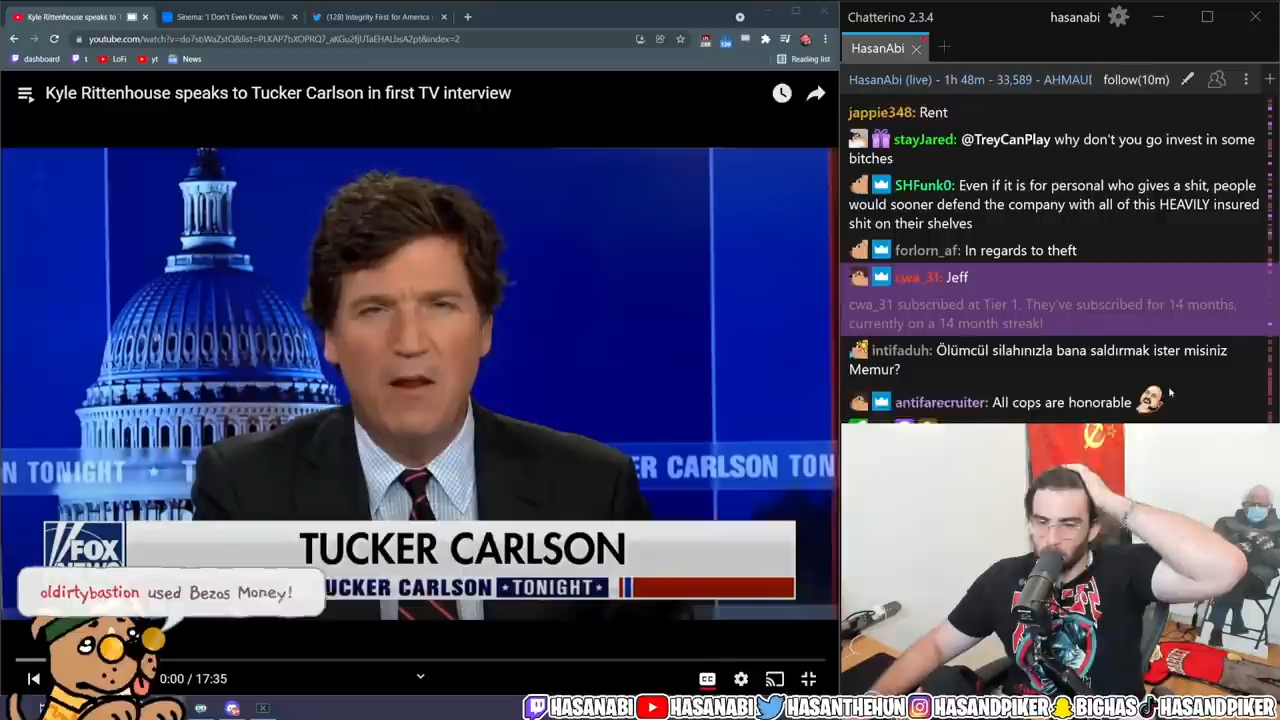 Kyle Rittenhouse speaks to
Sinema: 'I Don't Even Know Wh
(128) Integrity First for America
youtube.com/watch?v=do7sbWaZstQ&list=PLKAP7bXOPRQ7_aKGu2fjUTaEHALbsA2pt&index=2
dashboard
t
LoFi
yt
News
Reading list
Kyle Rittenhouse speaks to Tucker Carlson in first TV interview
N TONIGHT
ER CARLSON TON
FOX
TUCKER CARLSON
TUCKER CARLSON TONIGHT
oldirtybastion used Bezos Money!
0:00 / 17:35
CC
Chatterino 2.3.4
hasanabi
HasanAbi
HasanAbi (live) - 1h 48m - 33,589 - AHMAUI
follow(10m)
jappie348: Rent
stayJared: @TreyCanPlay why don't you go invest in some
bitches
SHFunk0: Even if it is for personal who gives a shit, people
would sooner defend the company with all of this HEAVILY insured
shit on their shelves
forlorn_af: In regards to theft
cwa_31: Jeff
cwa_31 subscribed at Tier 1. They've subscribed for 14 months,
currently on a 14 month streak!
intifaduh: Ölümcül silahınızla bana saldırmak ister misiniz
Memur?
antifarecruiter: All cops are honorable
HASANABI HASANABI HASANTHEHUN HASANDPIKER BIGHAS HASANDPIKER